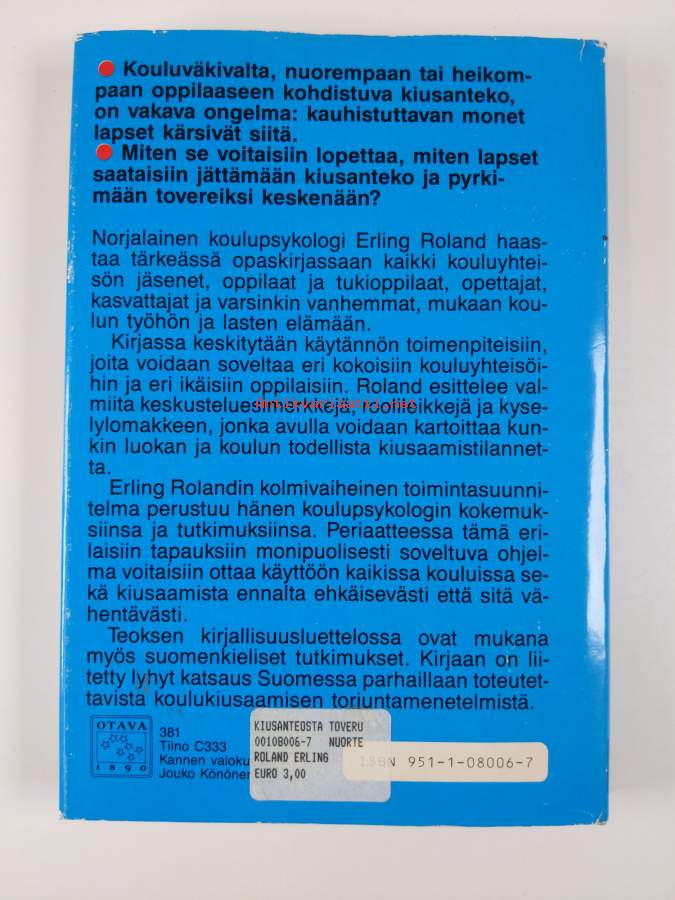 Kouluväkivalta, nuorempaan tai heikom-
paan oppilaaseen kohdistuva kiusanteko,
on vakava ongelma: kauhistuttavan monet
lapset kärsivät siitä.
Miten se voitaisiin lopettaa, miten lapset
saataisiin jättämään kiusanteko ja pyrki-
mään tovereiksi keskenään?
Norjalainen koulupsykologi Erling Roland haas-
taa tärkeässä opaskirjassaan kaikki kouluyhtei-
sön jäsenet, oppilaat ja tukioppilaat, opettajat,
kasvattajat ja varsinkin vanhemmat, mukaan kou-
lun työhön ja lasten elämään.
Kirjassa keskitytään käytännön toimenpiteisiin,
joita voidaan soveltaa eri kokoisiin kouluyhteisöi-
hin ja eri ikäisiin oppilaisiin. Roland esittelee val-
miita keskusteluesimerkkejä, roolileikkejä ja kyse-
lylomakkeen, jonka avulla voidaan kartoittaa kun-
kin luokan ja koulun todellista kiusaamistilannet-
ta.
Erling Rolandin kolmivaiheinen toimintasuunni-
telma perustuu hänen koulupsykologin kokemuk-
siinsa ja tutkimuksiinsa. Periaatteessa tämä eri-
laisiin tapauksiin monipuolisesti soveltuva ohjel-
ma voitaisiin ottaa käyttöön kaikissa kouluissa se-
kä kiusaamista ennalta ehkäisevästi että sitä vä-
hentävästi.
Teoksen kirjallisuusluettelossa ovat mukana
myös suomenkieliset tutkimukset. Kirjaan on lii-
tetty lyhyt katsaus Suomessa parhaillaan toteutet-
tavista koulukiusaamisen torjuntamenetelmistä.
OTAVA
1890
381
Tilno C333
Kannen valoku
Jouko Könöne
KIUSANTEOSTA TOVERU
00108006-7 NUORTE
ROLAND ERLING
EURO 3,00
ISBN 951-1-08006-7